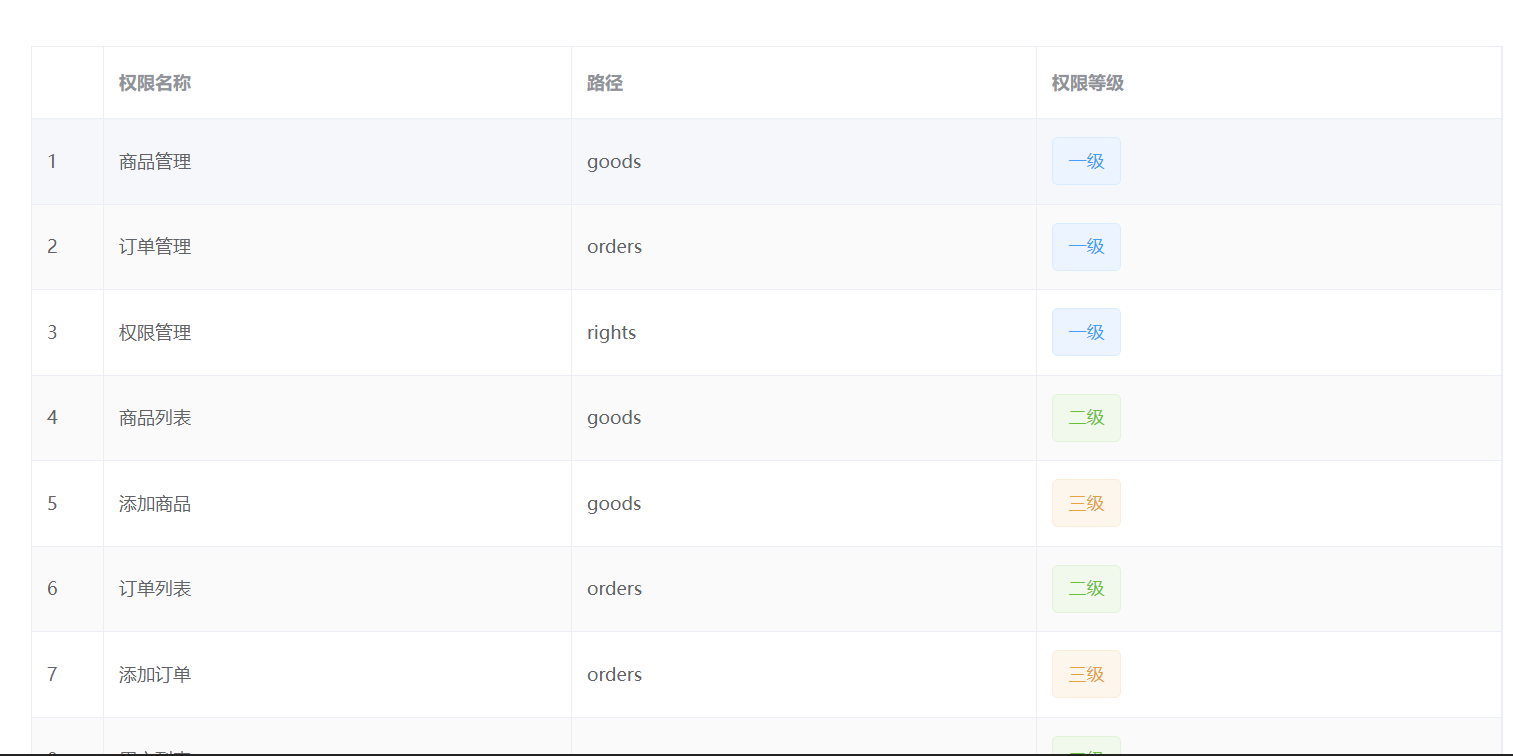 权限名称 路径 权限等级
1 商品管理 goods 一级
2 订单管理 orders 一级
3 权限管理 rights 一级
4 商品列表 goods 二级
5 添加商品 goods 三级
6 订单列表 orders 二级
7 添加订单 orders 三级